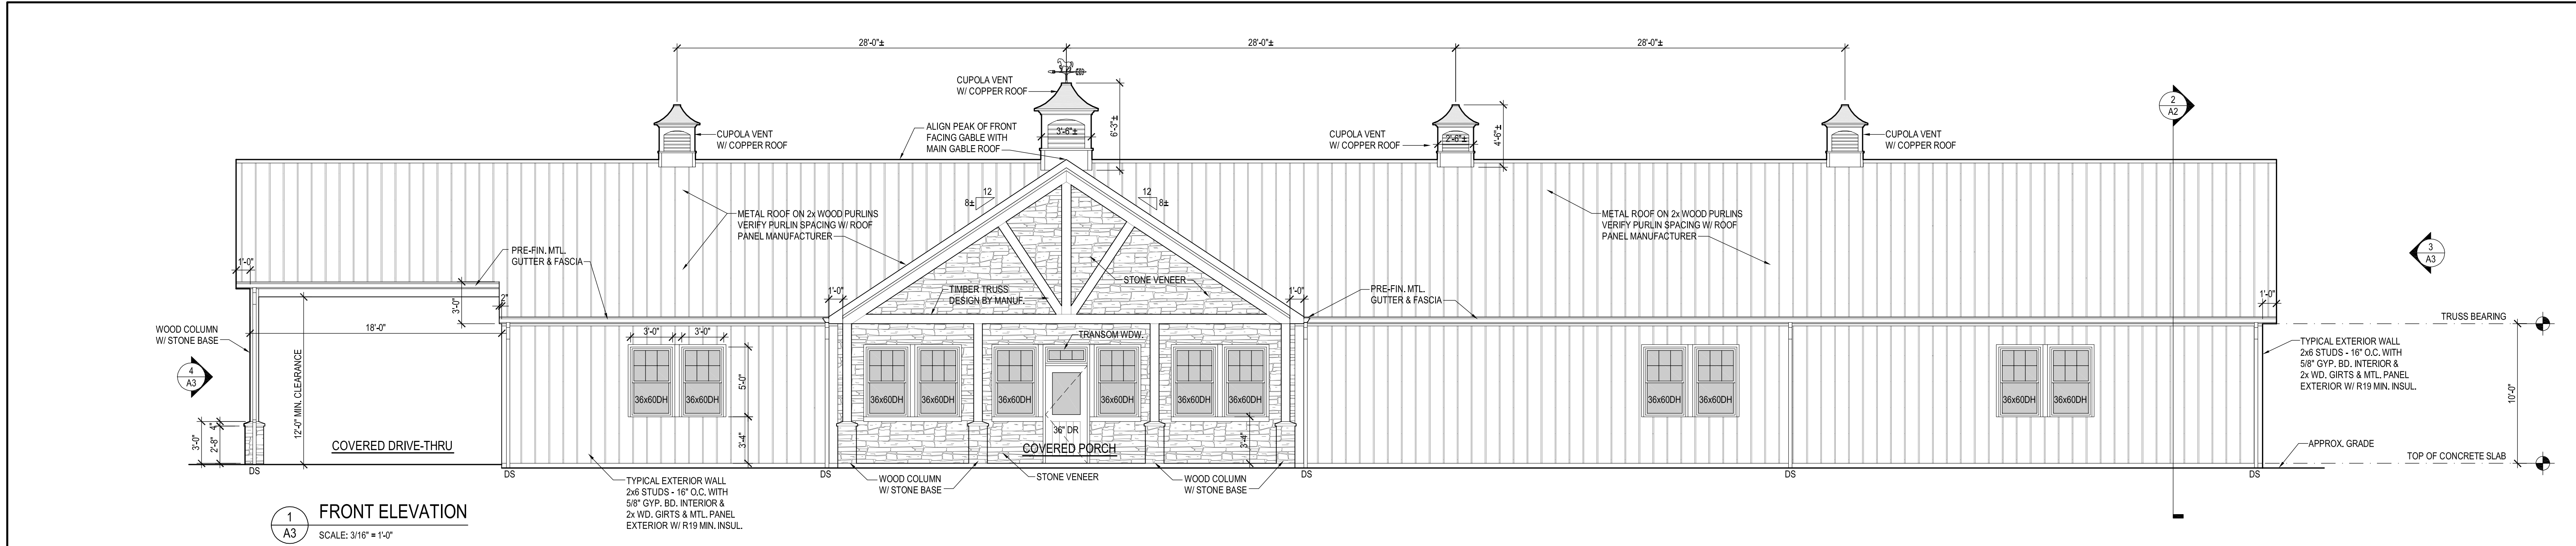 28'-0"±
28'-0"±
28'-0"±
CUPOLA VENT
W/ COPPER ROOF
6'-3"±
3'-6"±
CUPOLA VENT
W/ COPPER ROOF
ALIGN PEAK OF FRONT
FACING GABLE WITH
MAIN GABLE ROOF
CUPOLA VENT
W/ COPPER ROOF
2'-6"±
4'-6"±
CUPOLA VENT
W/ COPPER ROOF
2
A2
12
8±
12
8±
METAL ROOF ON 2x WOOD PURLINS
VERIFY PURLIN SPACING W/ ROOF
PANEL MANUFACTURER
METAL ROOF ON 2x WOOD PURLINS
VERIFY PURLIN SPACING W/ ROOF
PANEL MANUFACTURER
3
A3
PRE-FIN. MTL.
GUTTER & FASCIA
1'-0"
STONE VENEER
TIMBER TRUSS
DESIGN BY MANUF.
1'-0"
1'-0"
PRE-FIN. MTL.
GUTTER & FASCIA
1'-0"
2"
3'-0"
18'-0"
WOOD COLUMN
W/ STONE BASE
3'-0"
3'-0"
TRANSOM WDW.
TRUSS BEARING
TYPICAL EXTERIOR WALL
2x6 STUDS - 16" O.C. WITH
5/8" GYP. BD. INTERIOR &
2x WD. GIRTS & MTL. PANEL
EXTERIOR W/ R19 MIN. INSUL.
4
A3
12'-0" MIN. CLEARANCE
5'-0"
36x60DH
36x60DH
36x60DH
36x60DH
36x60DH
36x60DH
36x60DH
36x60DH
36x60DH
36x60DH
36x60DH
36x60DH
10'-0"
3'-0"
2'-8"
4"
COVERED DRIVE-THRU
3'-4"
36" DR
COVERED PORCH
3'-4"
APPROX. GRADE
TOP OF CONCRETE SLAB
DS
DS
DS
DS
DS
DS
TYPICAL EXTERIOR WALL
2x6 STUDS - 16" O.C. WITH
5/8" GYP. BD. INTERIOR &
2x WD. GIRTS & MTL. PANEL
EXTERIOR W/ R19 MIN. INSUL.
WOOD COLUMN
W/ STONE BASE
STONE VENEER
WOOD COLUMN
W/ STONE BASE
1
A3
FRONT ELEVATION
SCALE: 3/16" = 1'-0"